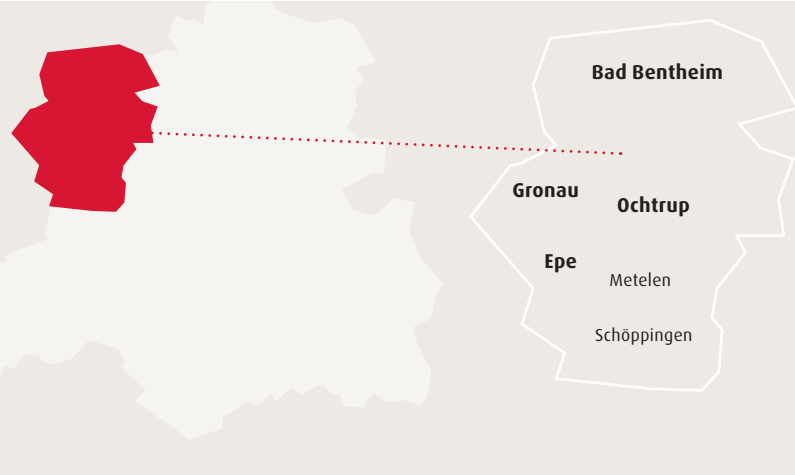 Bad Bentheim
Gronau
Ochtrup
Epe
Metelen
Schöppingen